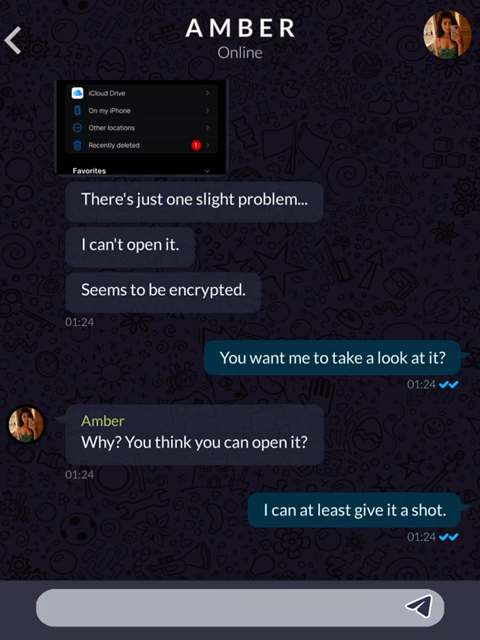 AMBER
Online
iCloud Drive
On my iPhone
Other locations
Recently deleted
Favorites
There's just one slight problem...
I can't open it.
Seems to be encrypted.
01:24
You want me to take a look at it?
01:24
Amber
Why? You think you can open it?
01:24
I can at least give it a shot.
01:24